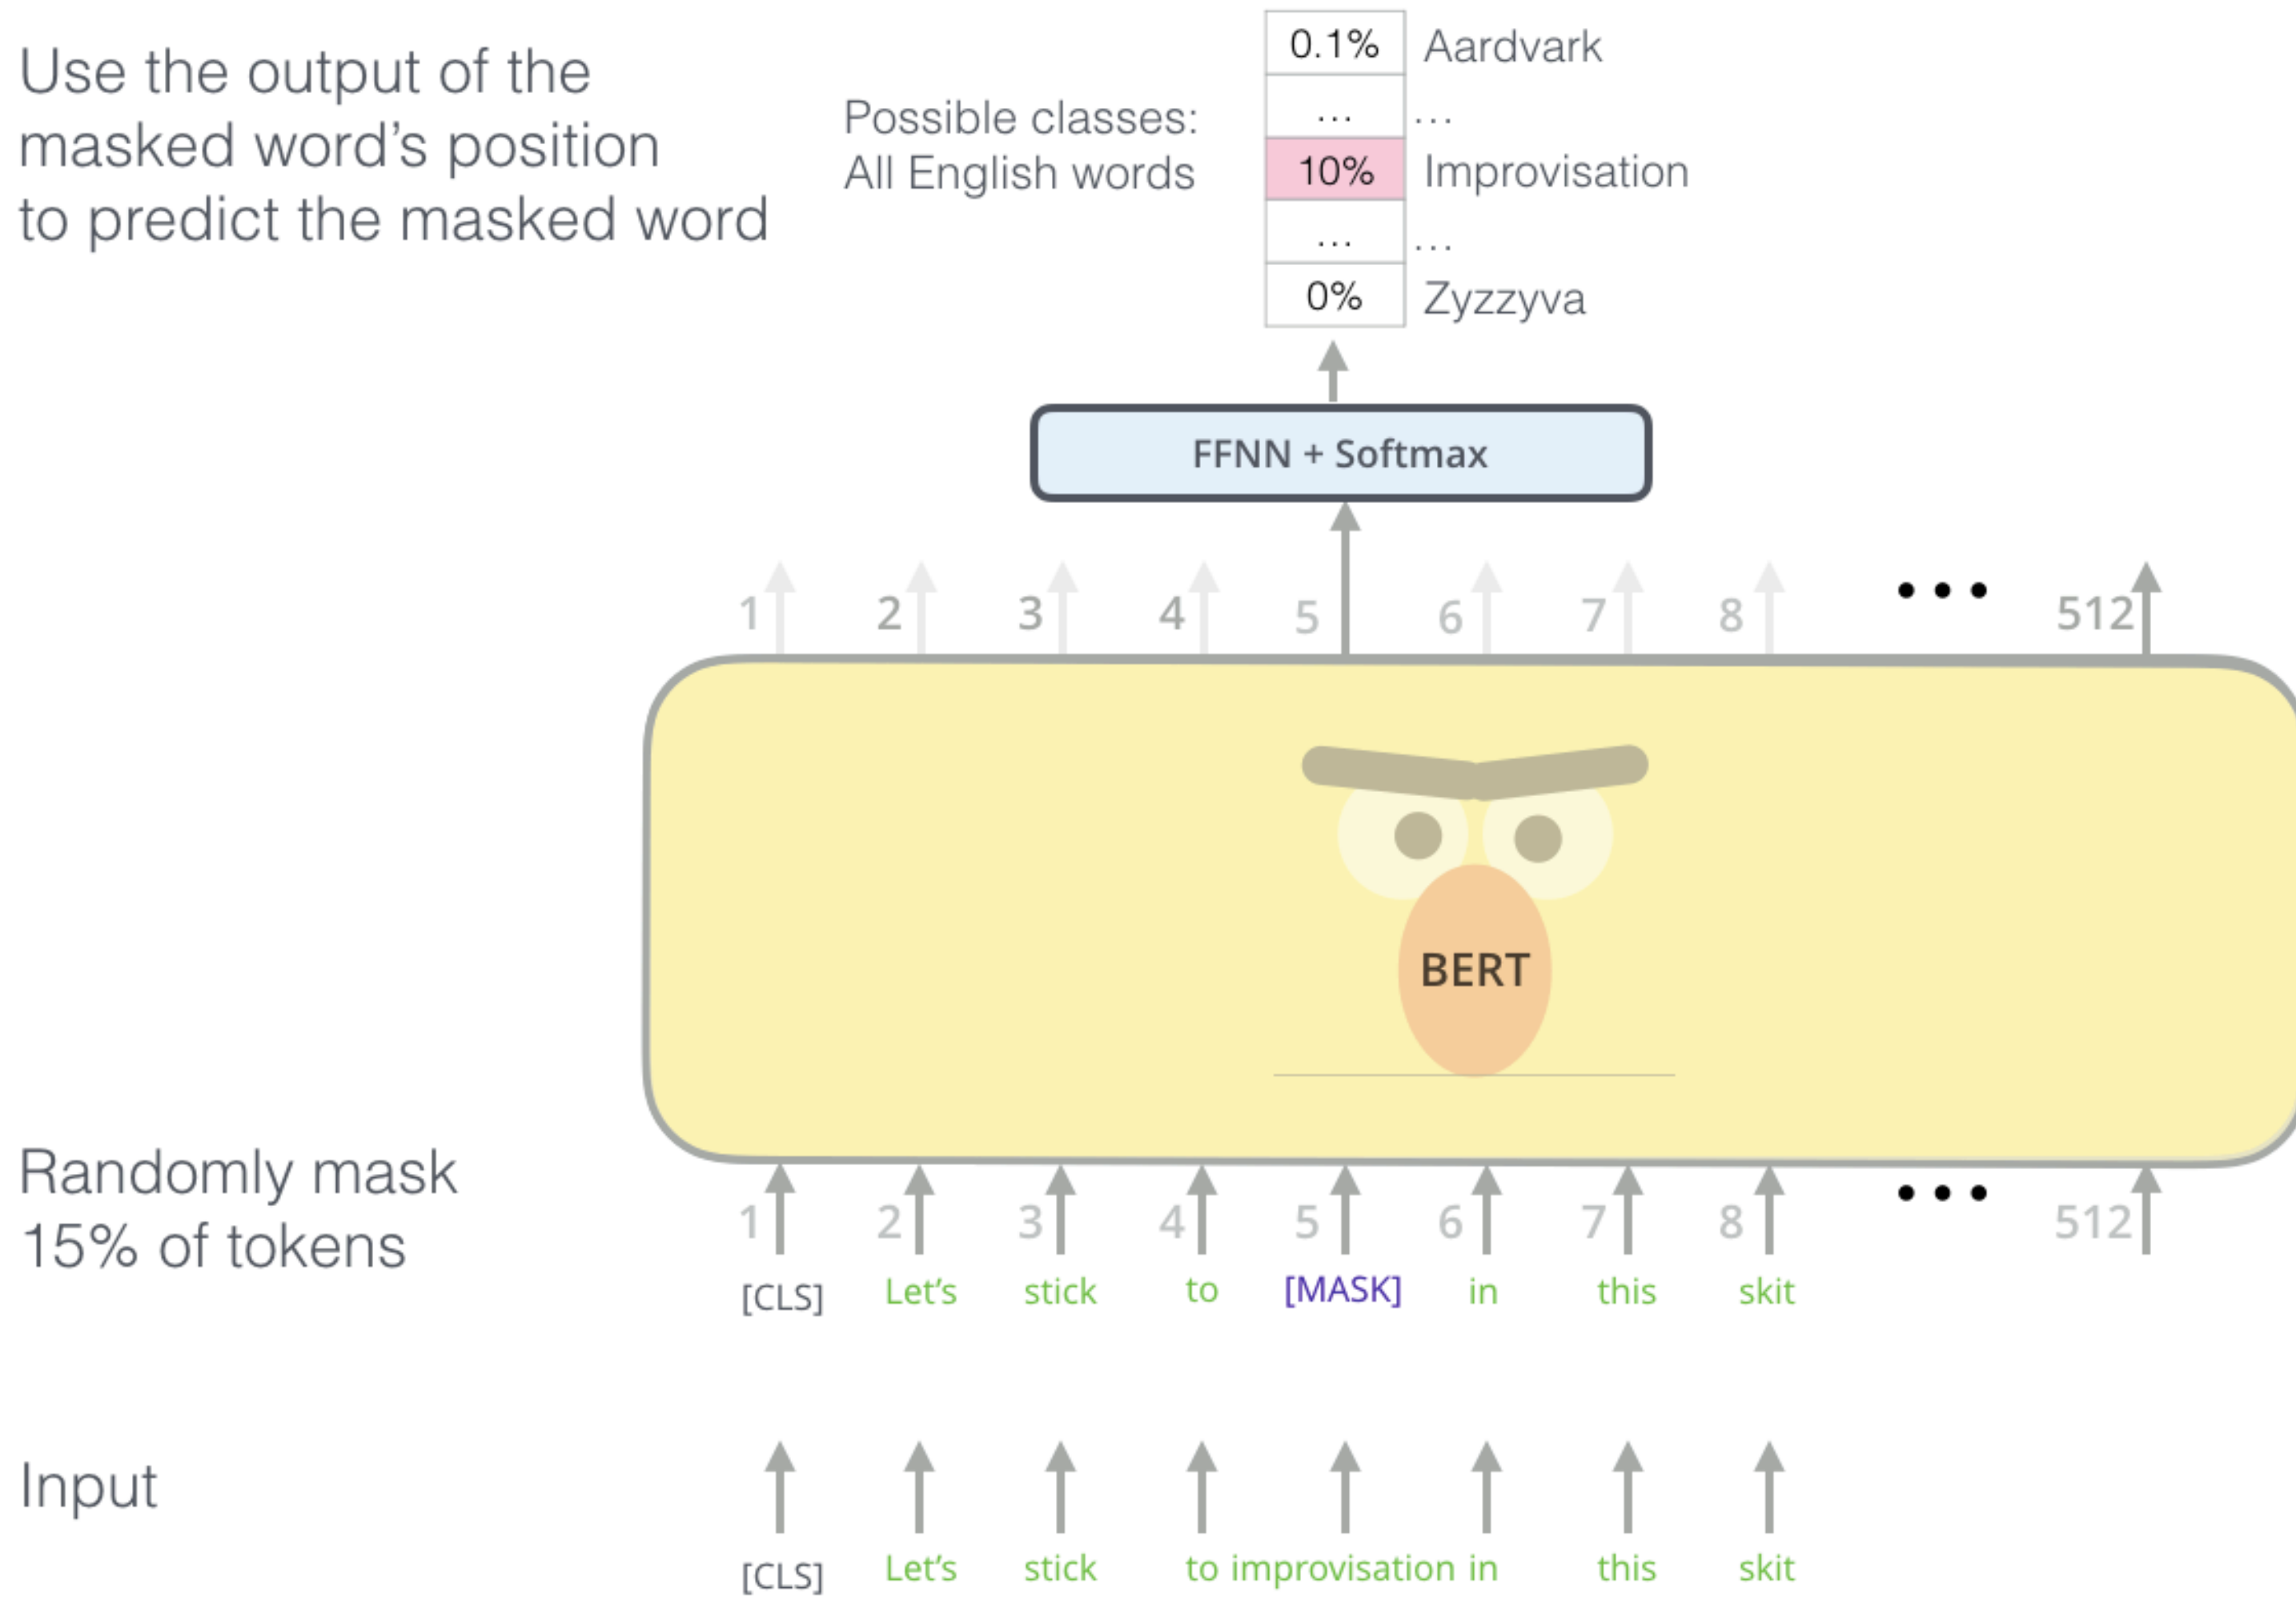 Use the output of the
masked word’s position
to predict the masked word
Possible classes:
All English words
0.1% Aardvark
... ...
10% Improvisation
... ...
0% Zyzzyva
FFNN + Softmax
1 2 3 4 5 6 7 8 ••• 512
BERT
Randomly mask
15% of tokens
1 2 3 4 5 6 7 8 ••• 512
[CLS] Let’s stick to [MASK] in this skit
Input
[CLS] Let’s stick to improvisation in this skit